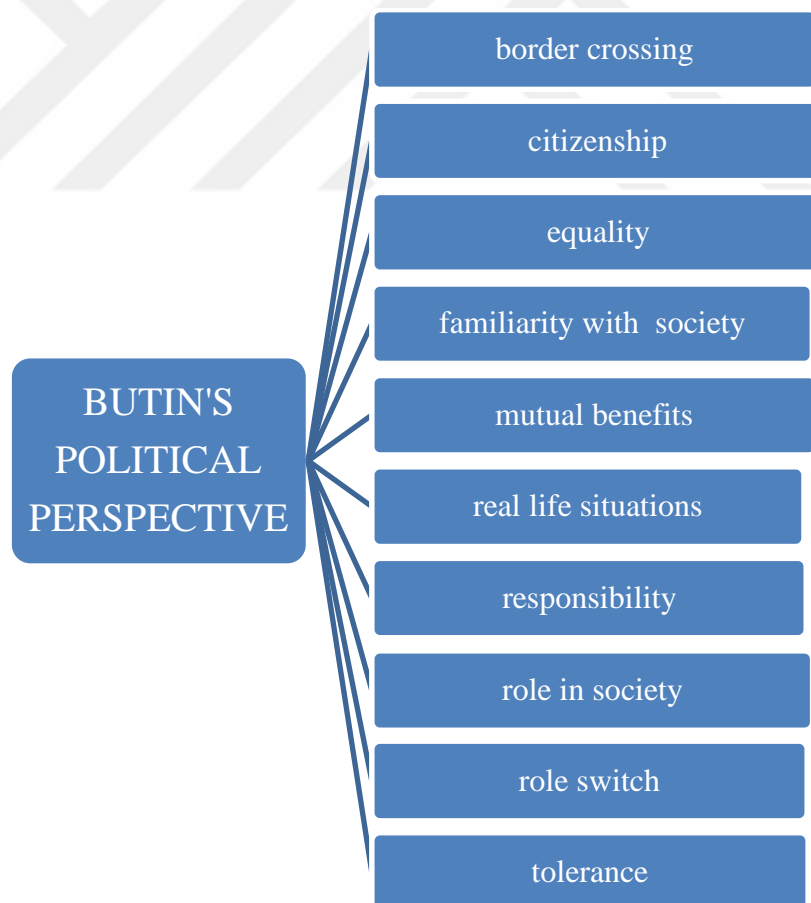 border crossing
citizenship
equality
familiarity with  society
mutual benefits
BUTIN'S
POLITICAL
PERSPECTIVE
real life situations
responsibility
role in society
role switch
tolerance